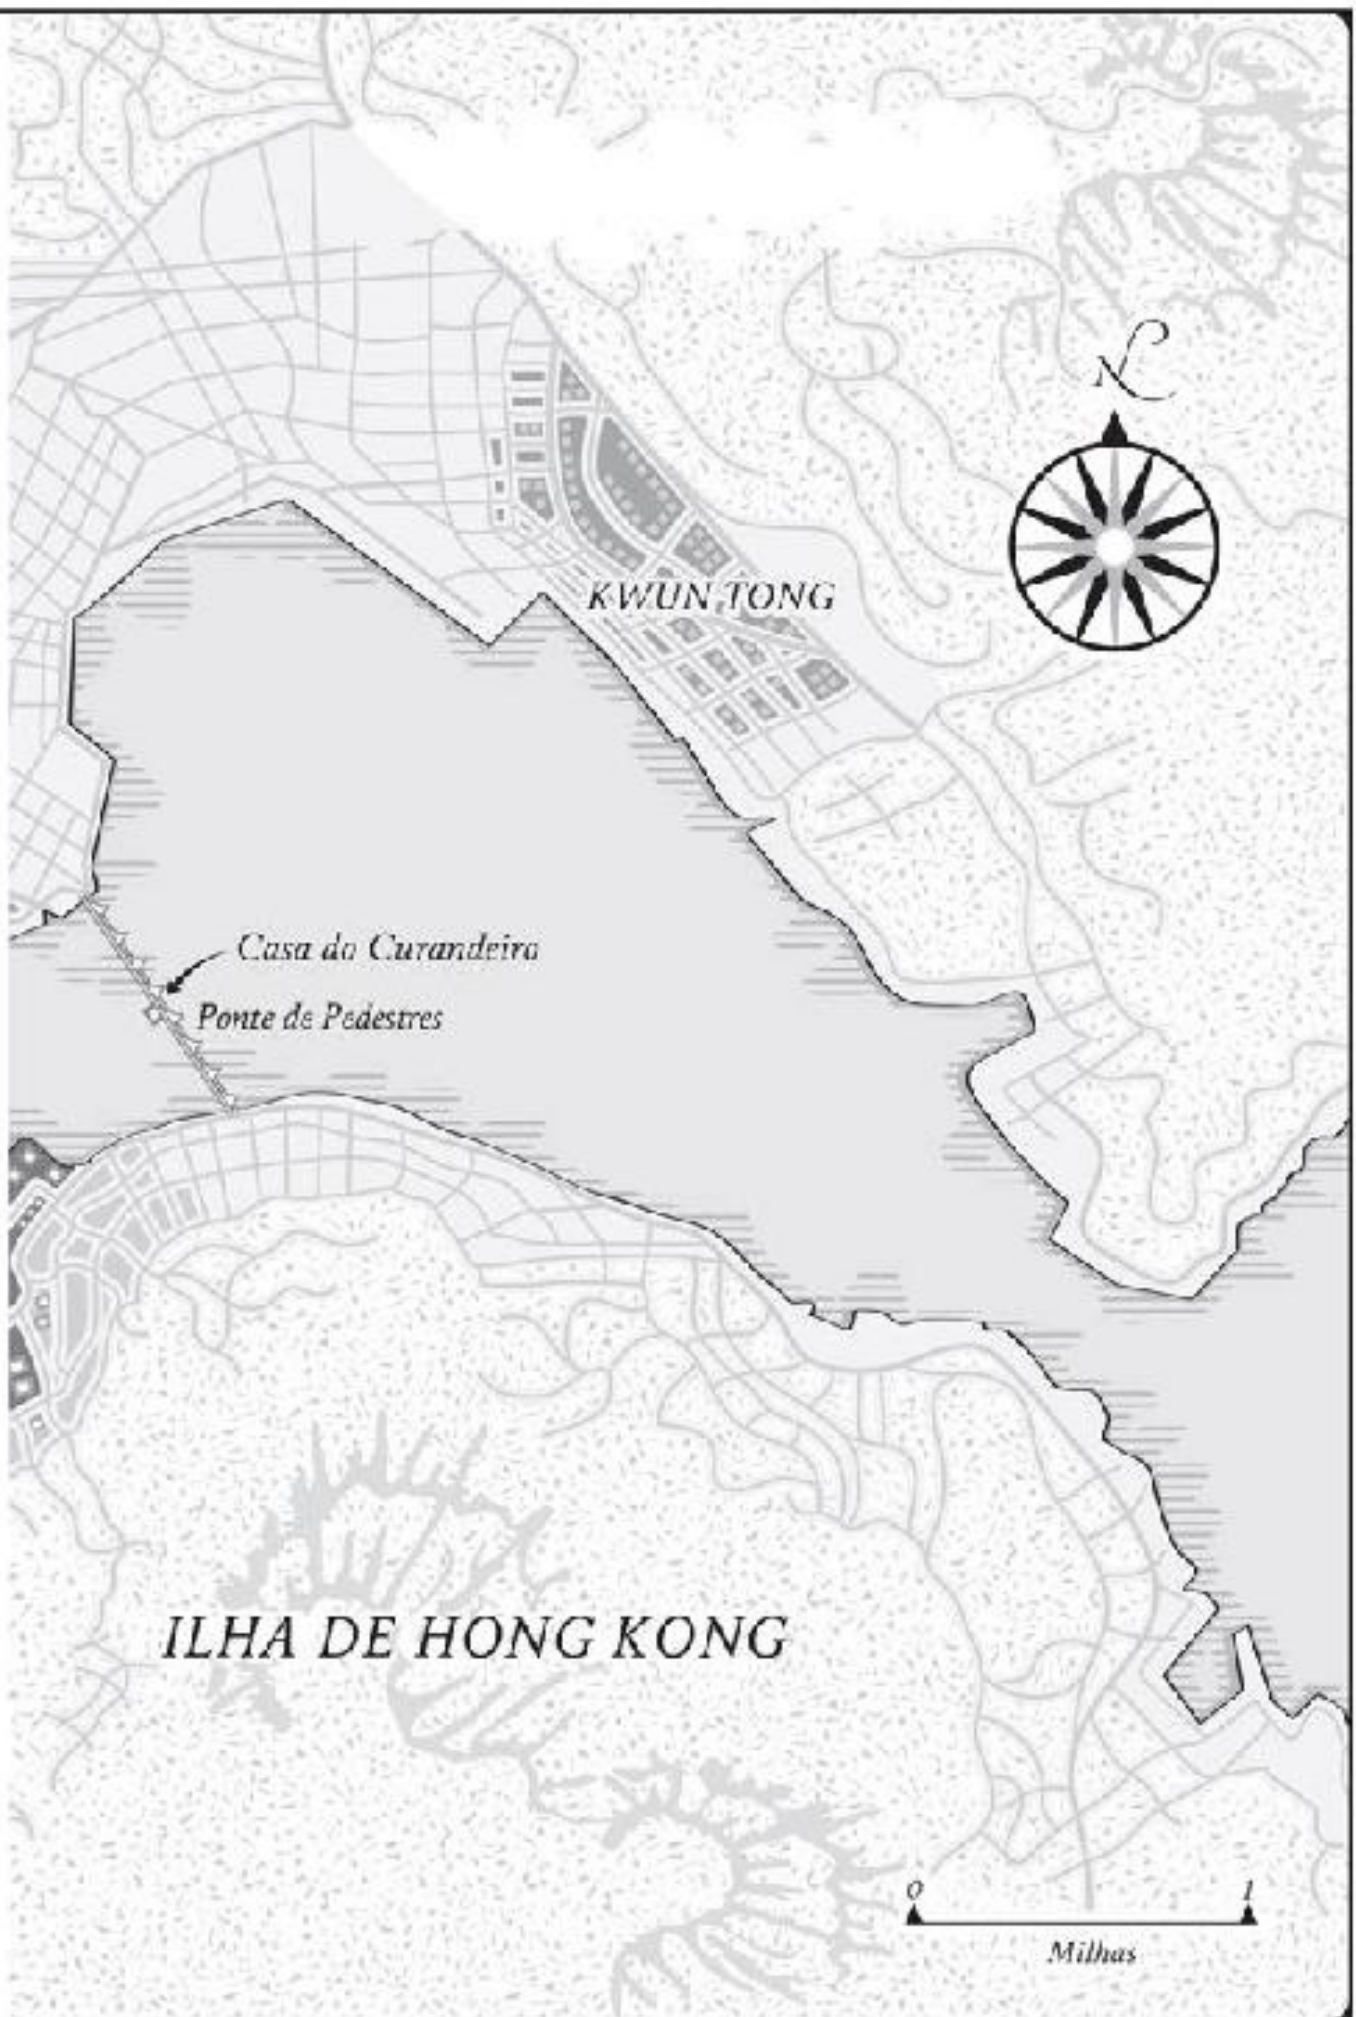 N
KWUN TONG
Casa do Curandeiro
Ponte de Pedestres
ILHA DE HONG KONG
0 1
Milhas